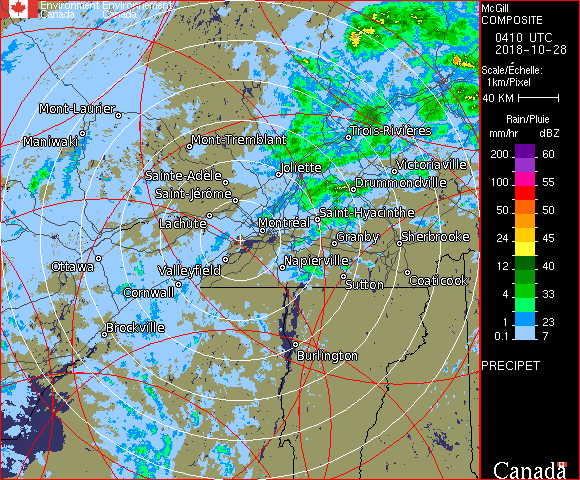 Environment Environnement
Canada Canada
McGill
COMPOSITE
0410 UTC
2018-10-28
Scale/Échelle:
1km/Pixel
40 KM
Rain/Pluie
mm/hr dBZ
200 60
100 55
50 50
24 45
12 40
4 33
1 23
0.1 7
PRECIPET
Canada
Mont-Laurier
Maniwaki
Mont-Tremblant
Trois-Rivières
Joliette
Victoriaville
Sainte-Adèle
Drummondville
Saint-Jérôme
Saint-Hyacinthe
Lachute
Montréal
Granby
Sherbrooke
Ottawa
Valleyfield
Napierville
Sutton
Coaticook
Cornwall
Brockville
Burlington